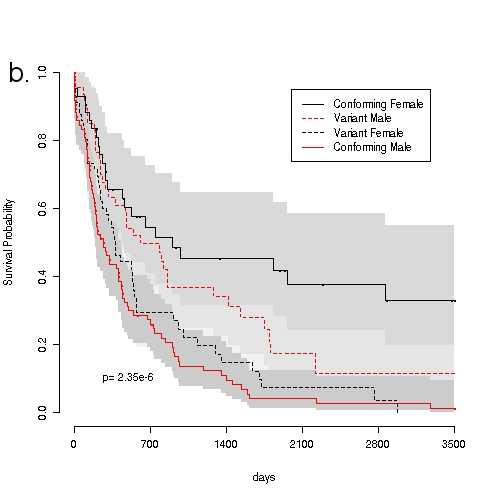 b.
Survival Probability
1.0
0.8
0.6
0.4
0.2
0.0
Conforming Female
Variant Male
Variant Female
Conforming Male
p= 2.35e-6
0 700 1400 2100 2800 3500
days